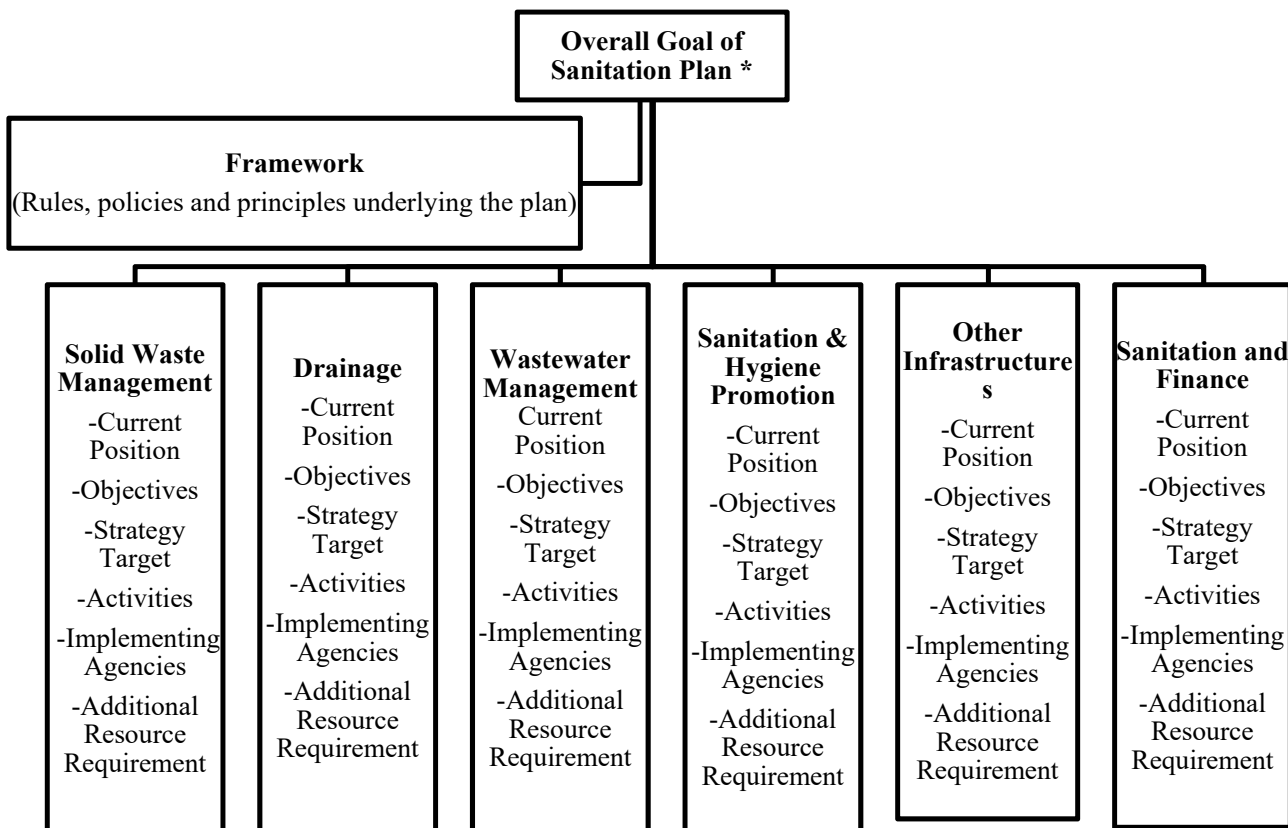 Overall Goal of
Sanitation Plan *
Framework
(Rules, policies and principles underlying the plan)
Solid Waste
Management
-Current
Position
-Objectives
-Strategy
Target
-Activities
-Implementing
Agencies
-Additional
Resource
Requirement
Drainage
-Current
Position
-Objectives
-Strategy
Target
-Activities
-Implementing
Agencies
-Additional
Resource
Requirement
Wastewater
Management
Current
Position
-Objectives
-Strategy
Target
-Activities
-Implementing
Agencies
-Additional
Resource
Requirement
Sanitation &
Hygiene
Promotion
-Current
Position
-Objectives
-Strategy
Target
-Activities
-Implementing
Agencies
-Additional
Resource
Requirement
Other
Infrastructure
s
-Current
Position
-Objectives
-Strategy
Target
-Activities
-Implementing
Agencies
-Additional
Resource
Requirement
Sanitation and
Finance
-Current
Position
-Objectives
-Strategy
Target
-Activities
-Implementing
Agencies
-Additional
Resource
Requirement